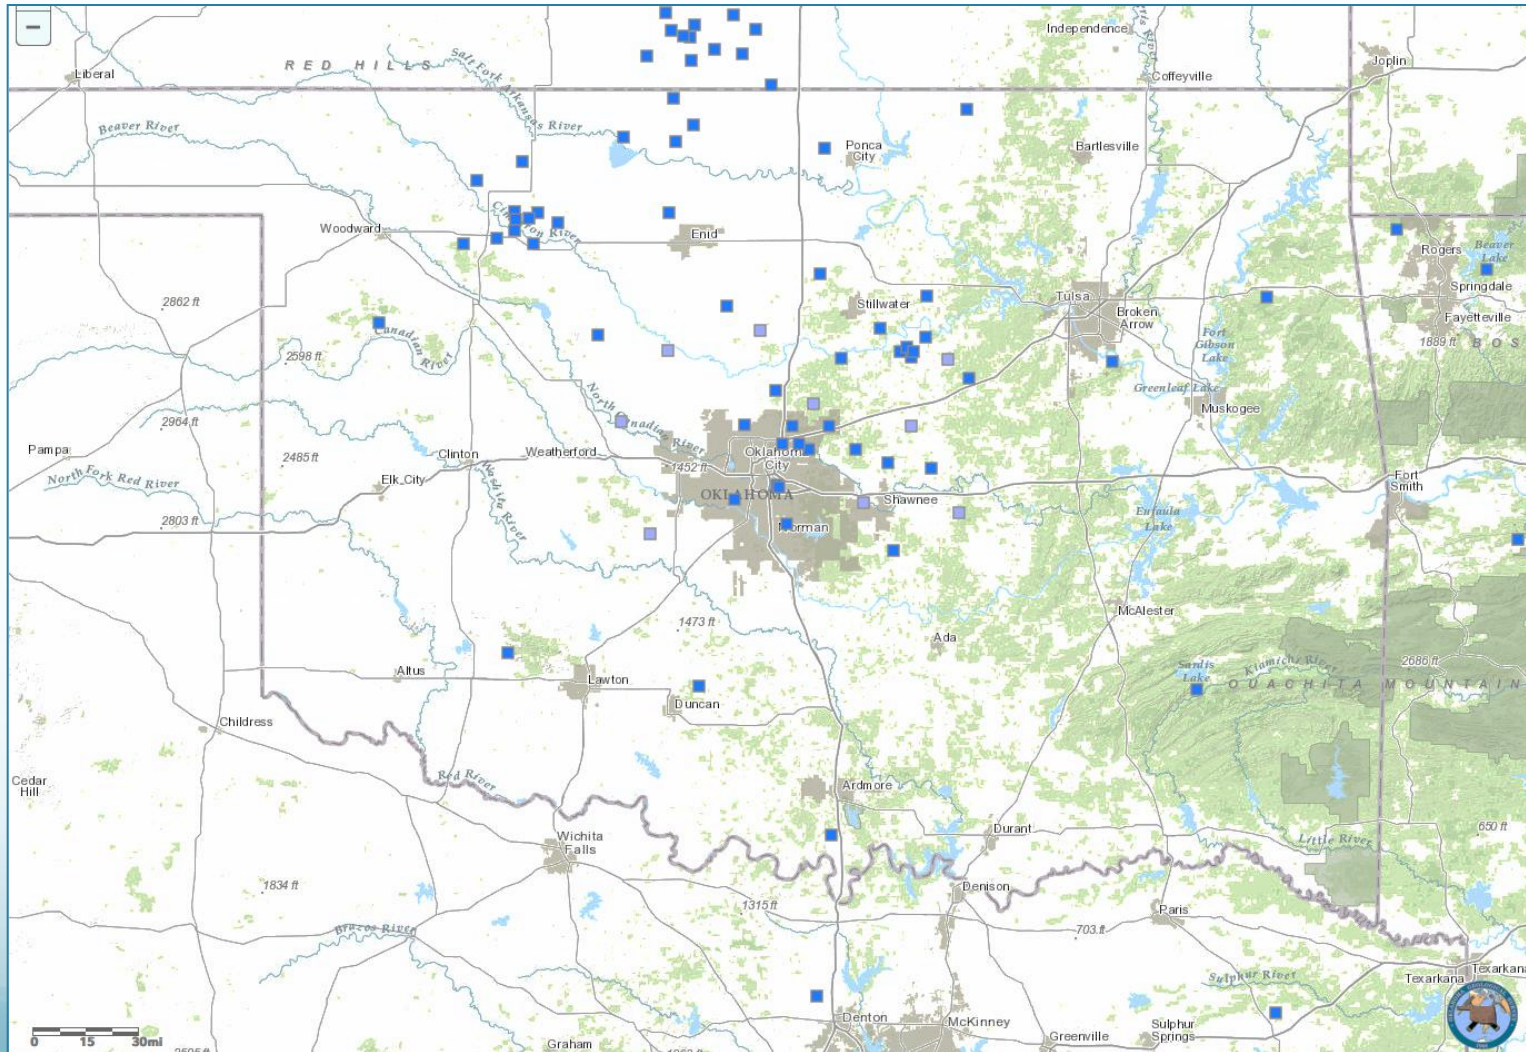 −
Independence
Joplin
Liberal
RED HILLS
Salt Fork Arkansas River
Coffeyville
Beaver River
Ponca
City
Bartlesville
Cimarron River
Woodward
Enid
Rogers
Beaver
Lake
Springdale
Fayetteville
1889 ft
BOS
2862 ft
Stillwater
Tulsa
Broken
Arrow
Fort
Gibson
Lake
Canadian
River
2598 ft
Greenleaf Lake
Muskogee
North Canadian River
2964 ft
Pampa
2485 ft
Clinton
Weatherford
1452 ft
Oklahoma
City
North Fork Red River
Elk City
Washita River
OKLAHOMA
Shawnee
Fort
Smith
2803 ft
Norman
Eufaula
Lake
McAlester
1473 ft
Ada
Sardis
Lake
Kiamichi River
2686 ft
OUACHITA MOUNTAIN
Altus
Lawton
Duncan
Childress
Cedar
Hill
Red River
Ardmore
Wichita
Falls
Durant
Little River
650 ft
1834 ft
Denison
1315 ft
Paris
703 ft
Brazos River
Sulphur River
Texarkana
Texarkana
Denton
McKinney
Sulphur
Springs
Greenville
Graham
0 15 30mi